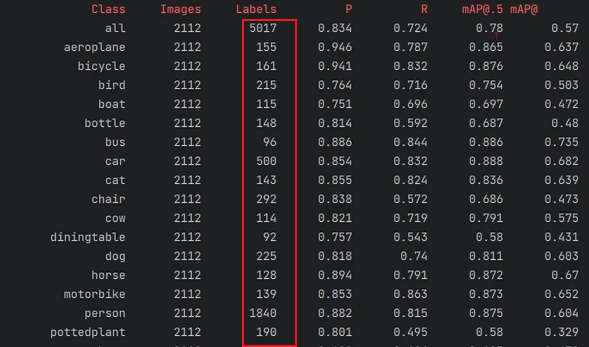 Class Images Labels P R mAP@.5 mAP@
all 2112 5017 0.834 0.724 0.78 0.57
aeroplane 2112 155 0.946 0.787 0.865 0.637
bicycle 2112 161 0.941 0.832 0.876 0.648
bird 2112 215 0.764 0.716 0.754 0.503
boat 2112 115 0.751 0.696 0.697 0.472
bottle 2112 148 0.814 0.592 0.687 0.48
bus 2112 96 0.886 0.844 0.886 0.735
car 2112 500 0.854 0.832 0.888 0.682
cat 2112 143 0.855 0.824 0.836 0.639
chair 2112 292 0.838 0.572 0.686 0.473
cow 2112 114 0.821 0.719 0.791 0.575
diningtable 2112 92 0.757 0.543 0.58 0.431
dog 2112 225 0.818 0.74 0.811 0.603
horse 2112 128 0.894 0.791 0.872 0.67
motorbike 2112 139 0.853 0.863 0.873 0.652
person 2112 1840 0.882 0.815 0.875 0.604
pottedplant 2112 190 0.801 0.495 0.58 0.329